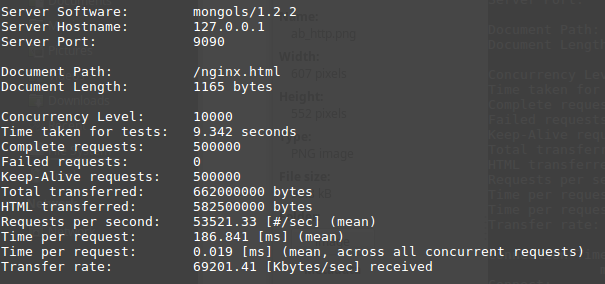 Server Software: mongols/1.2.2
Server Hostname: 127.0.0.1
Server Port: 9090
Document Path: /nginx.html
Document Length: 1165 bytes
Concurrency Level: 10000
Time taken for tests: 9.342 seconds
Complete requests: 500000
Failed requests: 0
Keep-Alive requests: 500000
Total transferred: 662000000 bytes
HTML transferred: 582500000 bytes
Requests per second: 53521.33 [#/sec] (mean)
Time per request: 186.841 [ms] (mean)
Time per request: 0.019 [ms] (mean, across all concurrent requests)
Transfer rate: 69201.41 [Kbytes/sec] received